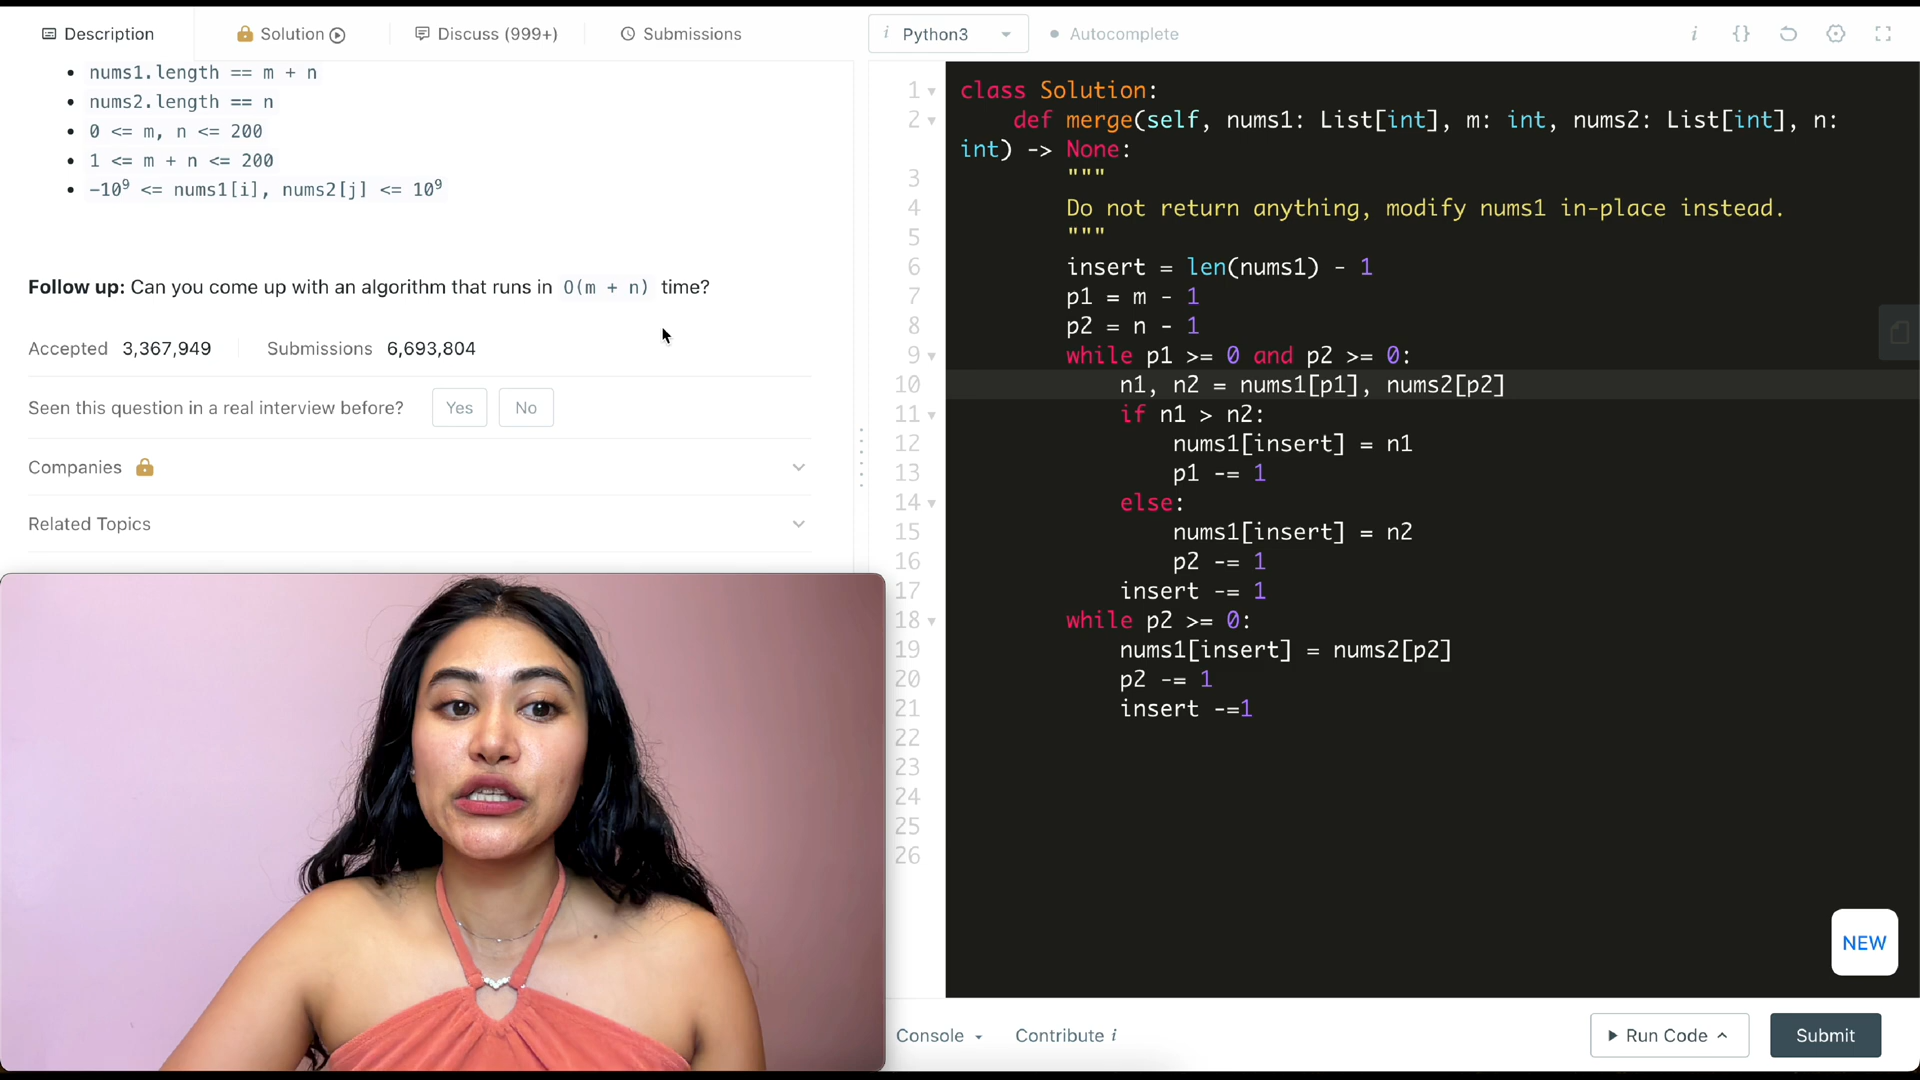 Description
Solution
Discuss (999+)
Submissions
i Python3
Autocomplete
i {}
nums1.length == m + n
nums2.length == n
0 <= m, n <= 200
1 <= m + n <= 200
-10⁹ <= nums1[i], nums2[j] <= 10⁹
Follow up: Can you come up with an algorithm that runs in O(m + n) time?
Accepted 3,367,949 Submissions 6,693,804
Seen this question in a real interview before? Yes No
Companies
Related Topics
1 class Solution:
2 def merge(self, nums1: List[int], m: int, nums2: List[int], n:
int) -> None:
3 """
4 Do not return anything, modify nums1 in-place instead.
5 """
6 insert = len(nums1) - 1
7 p1 = m - 1
8 p2 = n - 1
9 while p1 >= 0 and p2 >= 0:
10 n1, n2 = nums1[p1], nums2[p2]
11 if n1 > n2:
12 nums1[insert] = n1
13 p1 -= 1
14 else:
15 nums1[insert] = n2
16 p2 -= 1
17 insert -= 1
18 while p2 >= 0:
19 nums1[insert] = nums2[p2]
20 p2 -= 1
21 insert -=1
22
23
24
25
26
NEW
Console
Contribute i
Run Code
Submit